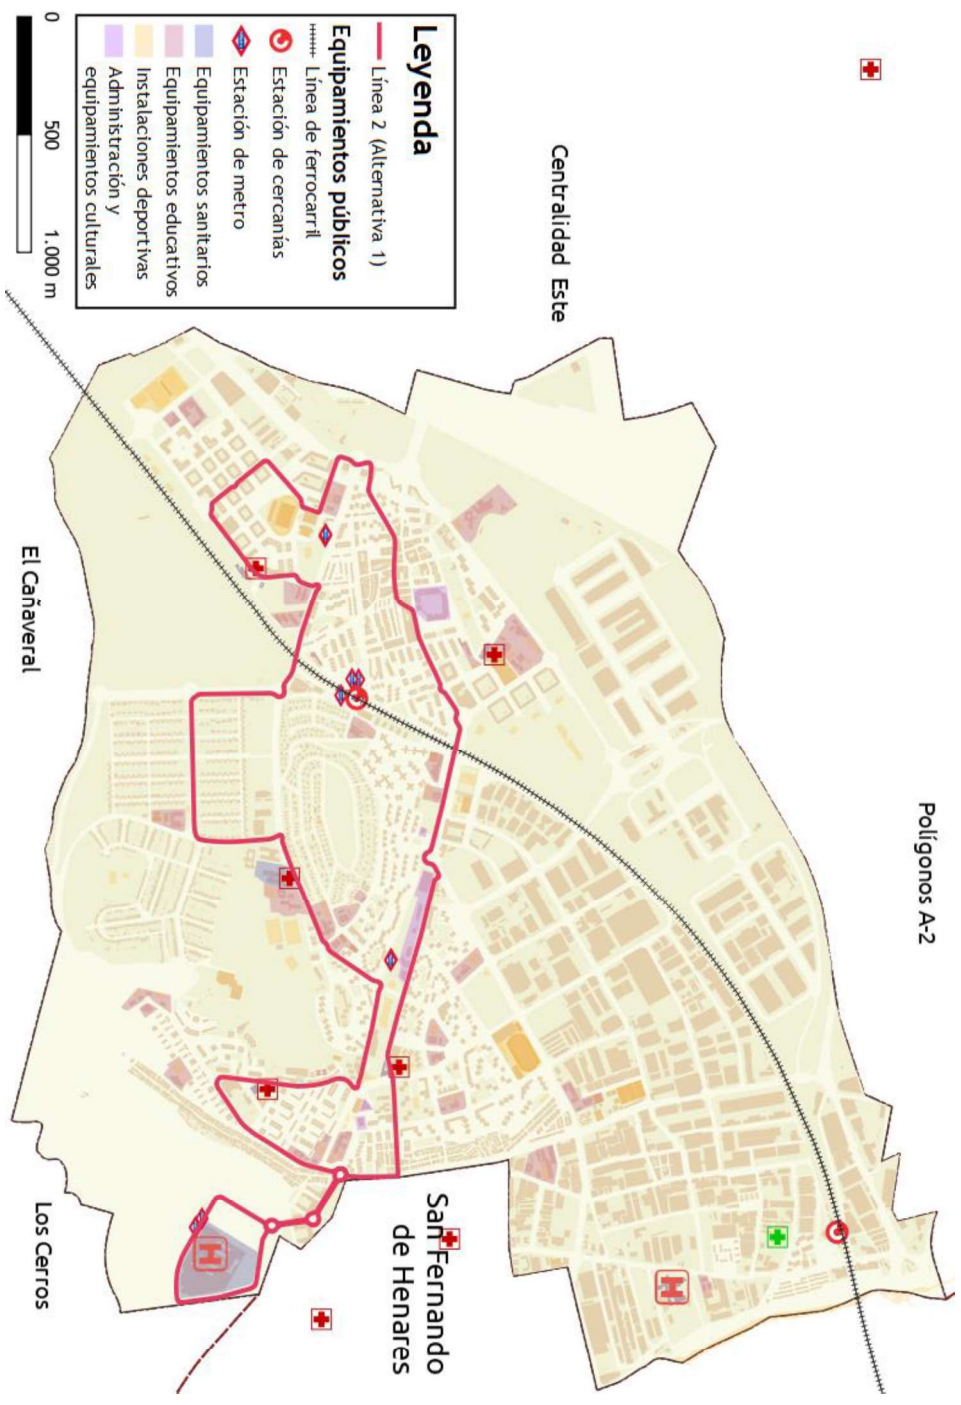 Leyenda
Línea 2 (Alternativa 1)
Equipamientos públicos
Línea de ferrocarril
Estación de cercanías
Estación de metro
Equipamientos sanitarios
Equipamientos educativos
Instalaciones deportivas
Administración y
equipamientos culturales
0 500 1.000 m
Centralidad Este
Polígonos A-2
El Cañaveral
San Fernando
de Henares
Los Cerros
H
H